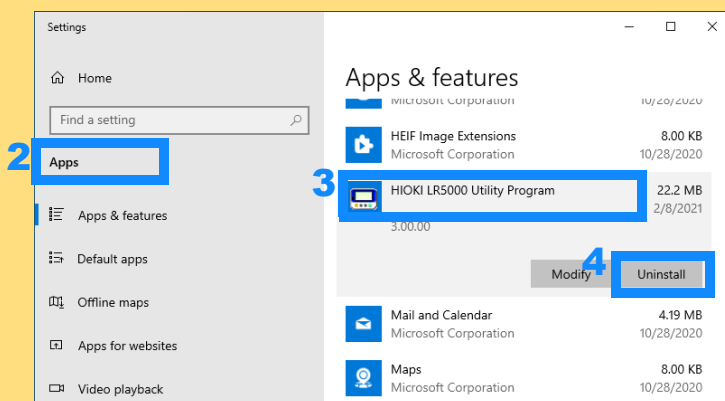 Settings
Home
Find a setting
2
Apps
Apps & features
Default apps
Offline maps
Apps for websites
Video playback
Apps & features
Microsoft Corporation 10/28/2020
HEIF Image Extensions 8.00 KB
Microsoft Corporation 10/28/2020
3
HIOKI LR5000 Utility Program 22.2 MB
2/8/2021
3.00.00
4
Modify Uninstall
Mail and Calendar 4.19 MB
Microsoft Corporation 10/28/2020
Maps 8.00 KB
Microsoft Corporation 10/28/2020